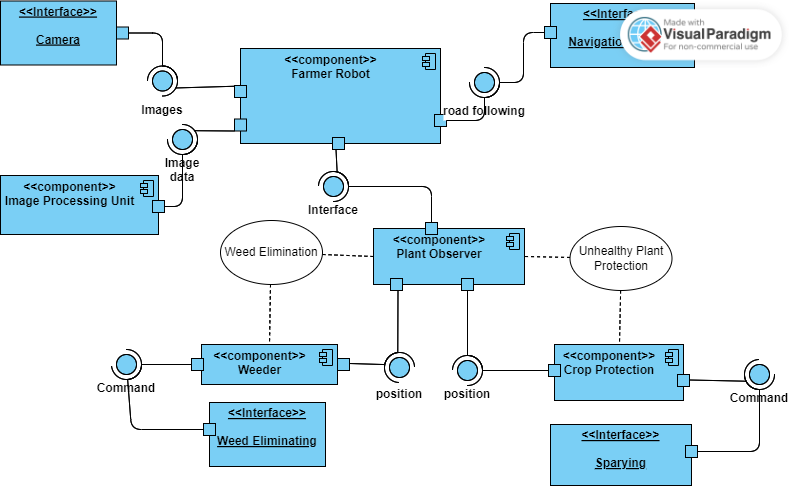 <<Interface>>
Camera
<<component>>
Farmer Robot
<<Interf
Navigation
Made with
Visual Paradigm
For non-commercial use
Images
road following
Image
data
<<component>>
Image Processing Unit
Interface
<<component>>
Plant Observer
Weed Elimination
Unhealthy Plant
Protection
<<component>>
Weeder
<<component>>
Crop Protection
Command
position
position
Command
<<Interface>>
Weed Eliminating
<<Interface>>
Sparying